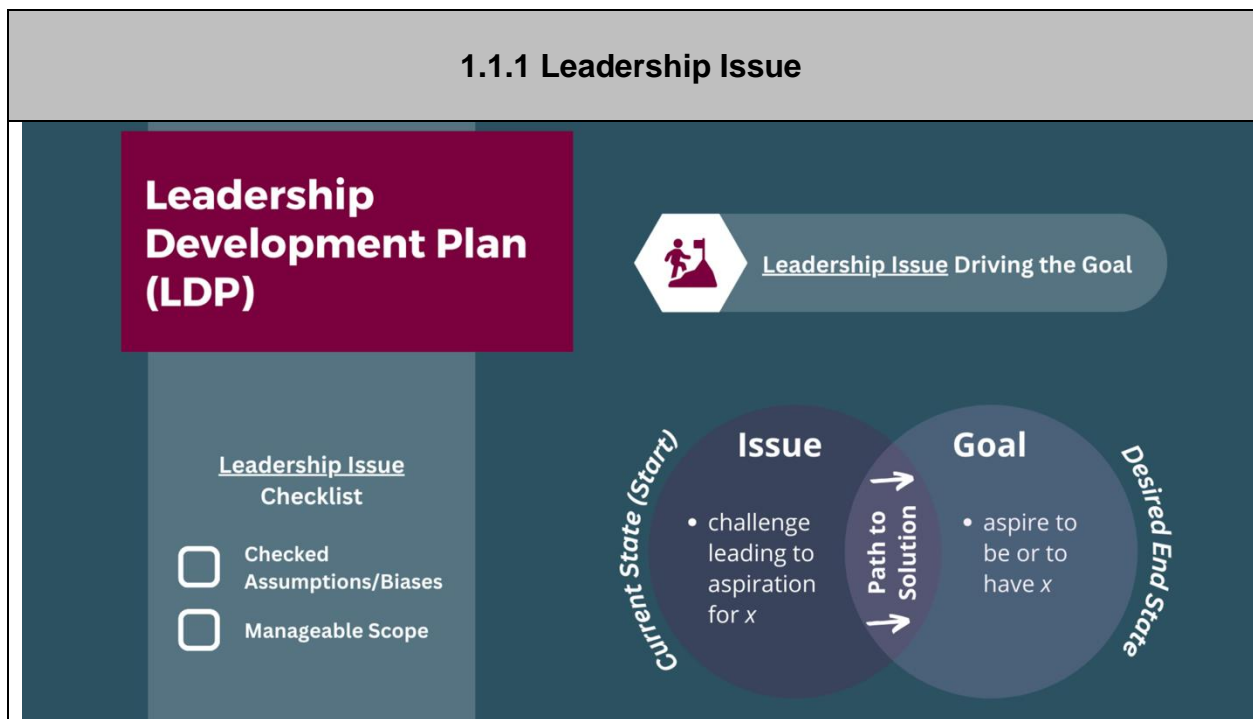 1.1.1 Leadership Issue
Leadership
Development Plan
(LDP)
Leadership Issue Driving the Goal
Leadership Issue
Checklist
Checked
Assumptions/Biases
Manageable Scope
Current State (Start)
Issue
• challenge
leading to
aspiration
for x
Path to
Solution
Goal
• aspire to
be or to
have x
Desired End State